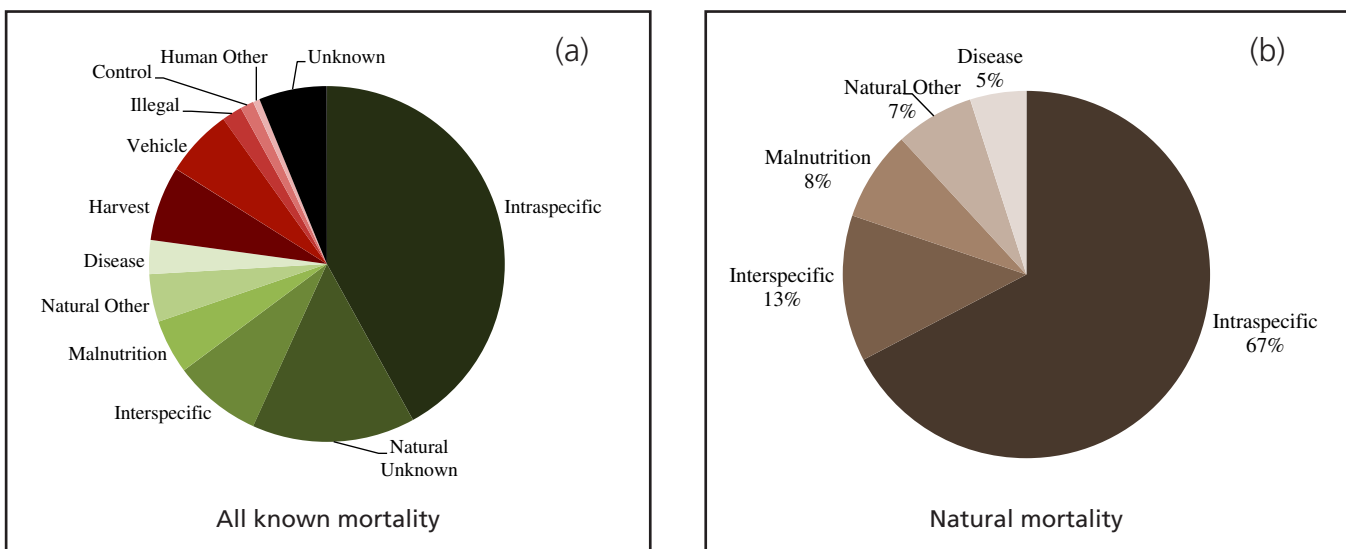 (a)
Human Other
Unknown
Control
Illegal
Vehicle
Harvest
Intraspecific
Disease
Natural Other
Malnutrition
Interspecific
Natural
Unknown
All known mortality
(b)
Disease
5%
Natural Other
7%
Malnutrition
8%
Interspecific
13%
Intraspecific
67%
Natural mortality